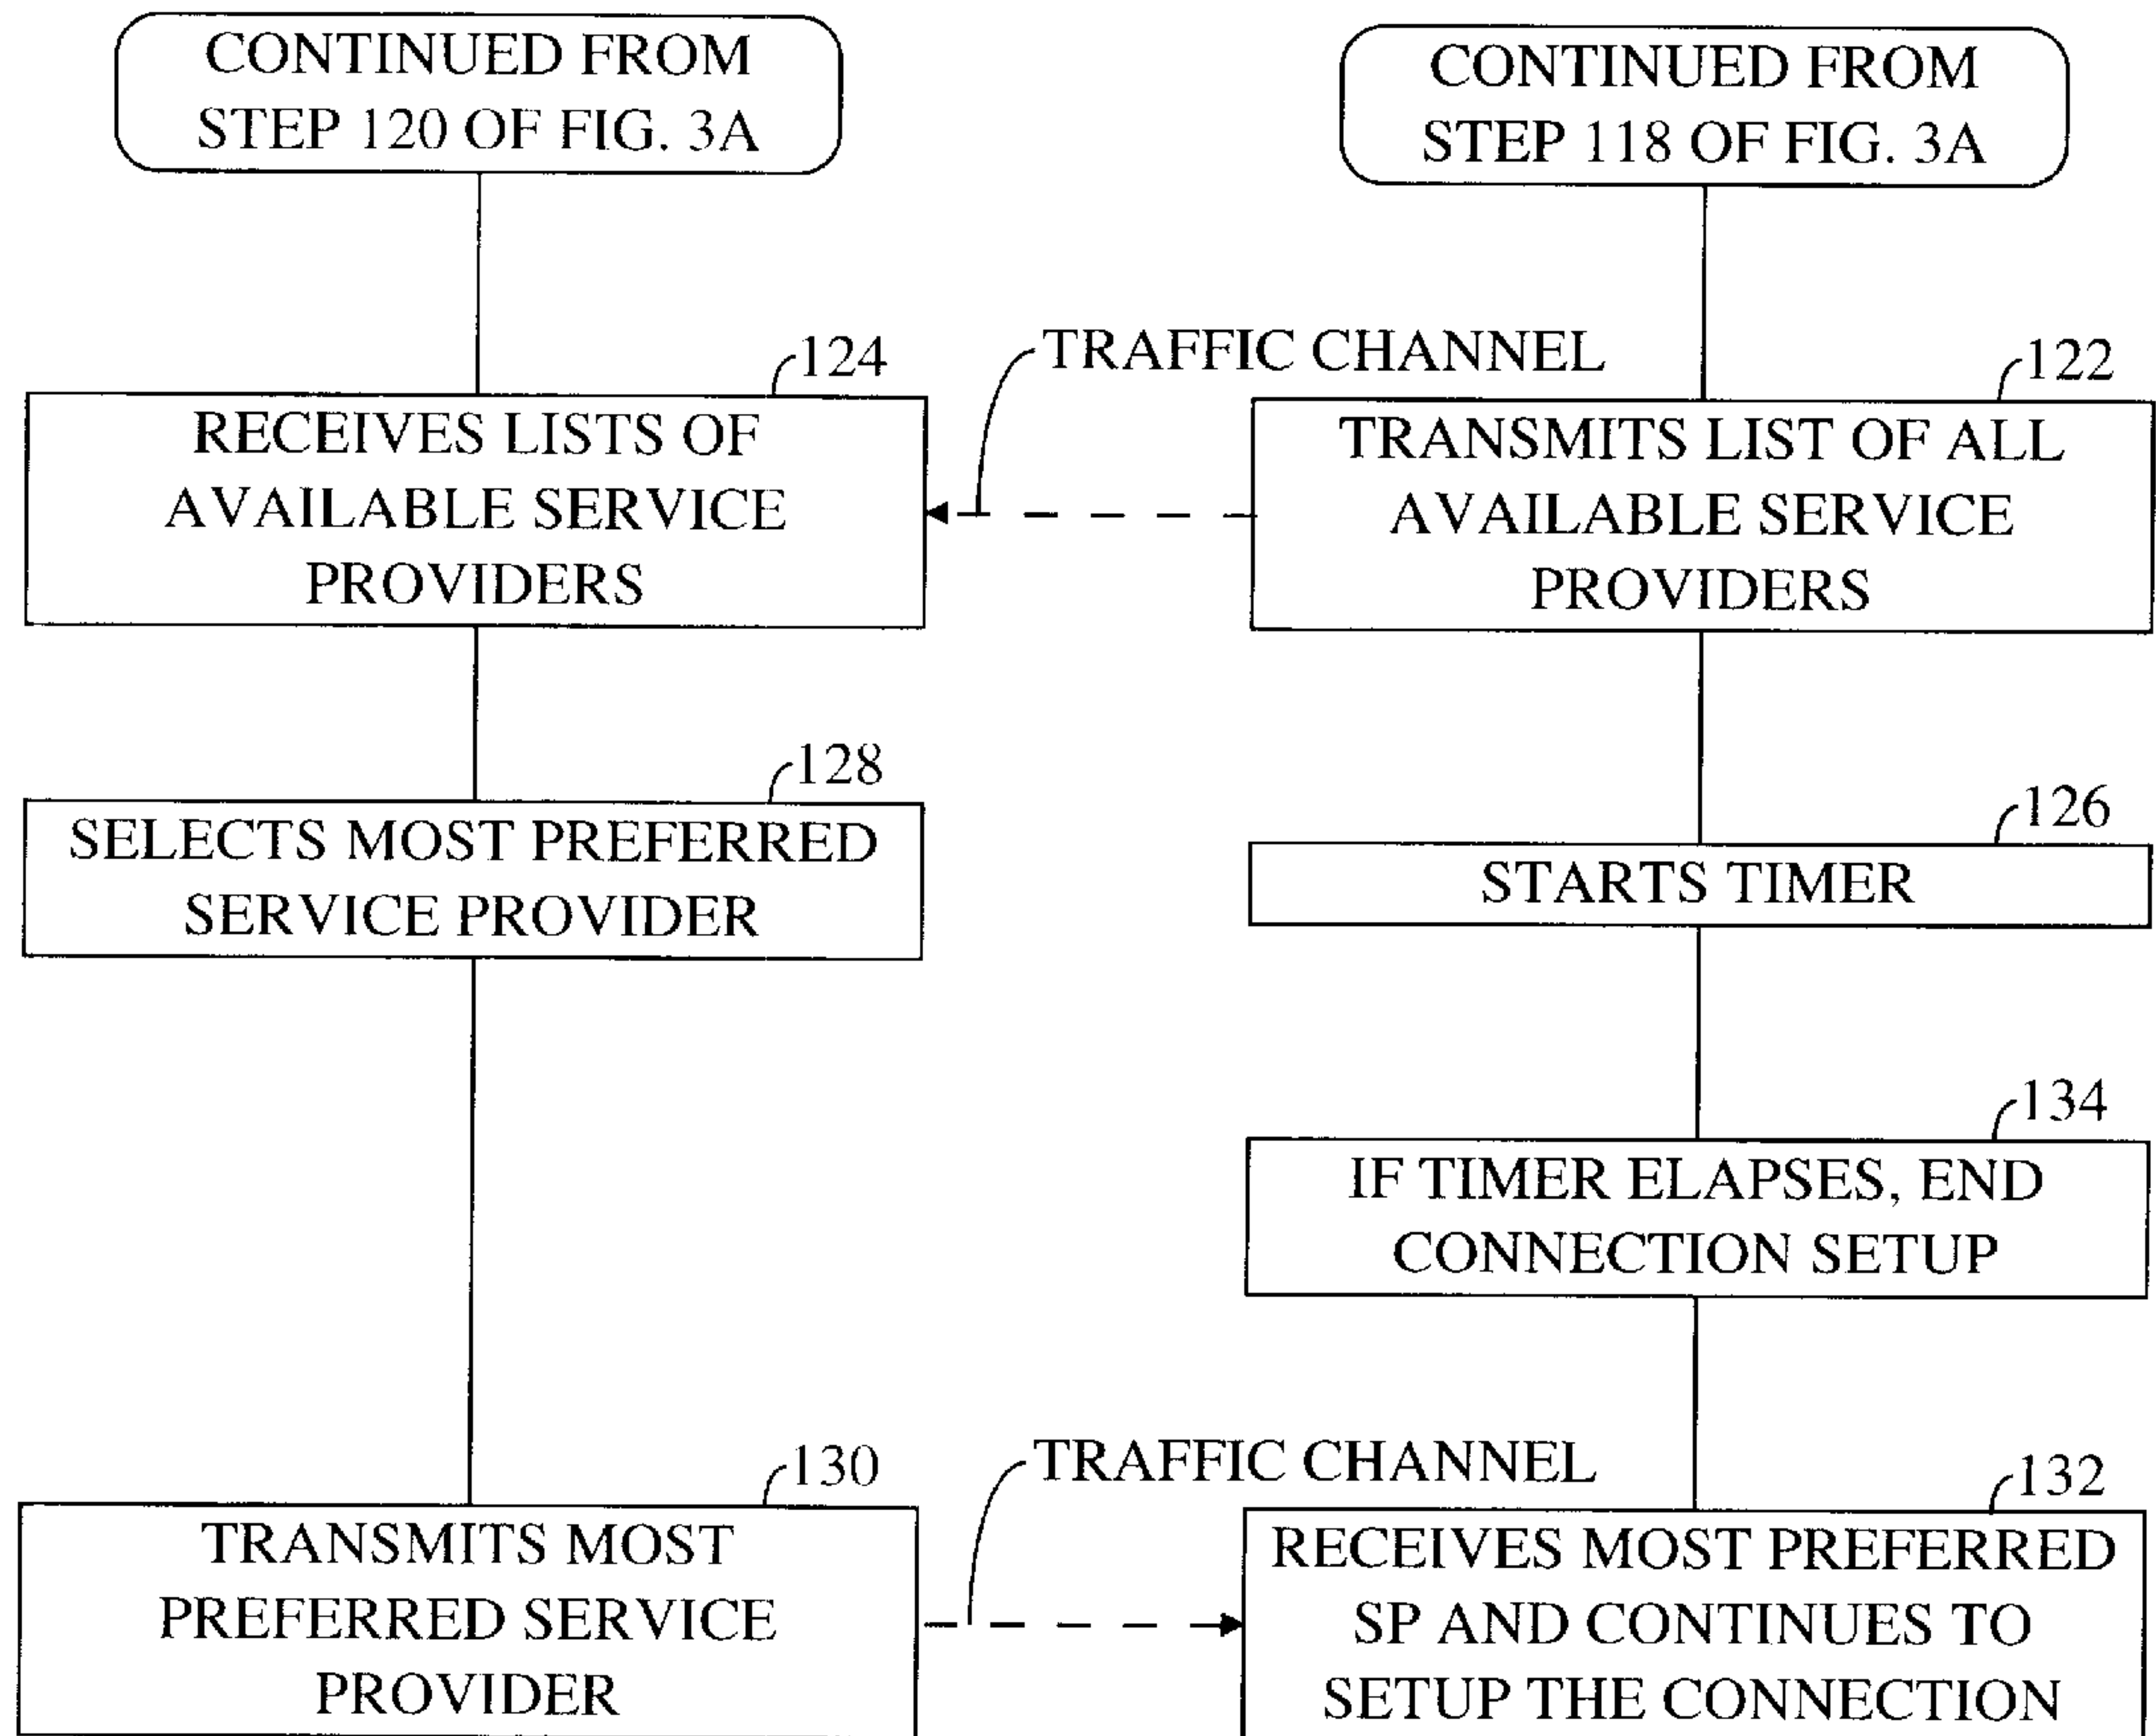 CONTINUED FROM
STEP 120 OF FIG. 3A
CONTINUED FROM
STEP 118 OF FIG. 3A
124
TRAFFIC CHANNEL
122
RECEIVES LISTS OF
AVAILABLE SERVICE
PROVIDERS
TRANSMITS LIST OF ALL
AVAILABLE SERVICE
PROVIDERS
128
SELECTS MOST PREFERRED
SERVICE PROVIDER
126
STARTS TIMER
134
IF TIMER ELAPSES, END
CONNECTION SETUP
130
TRAFFIC CHANNEL
132
TRANSMITS MOST
PREFERRED SERVICE
PROVIDER
RECEIVES MOST PREFERRED
SP AND CONTINUES TO
SETUP THE CONNECTION